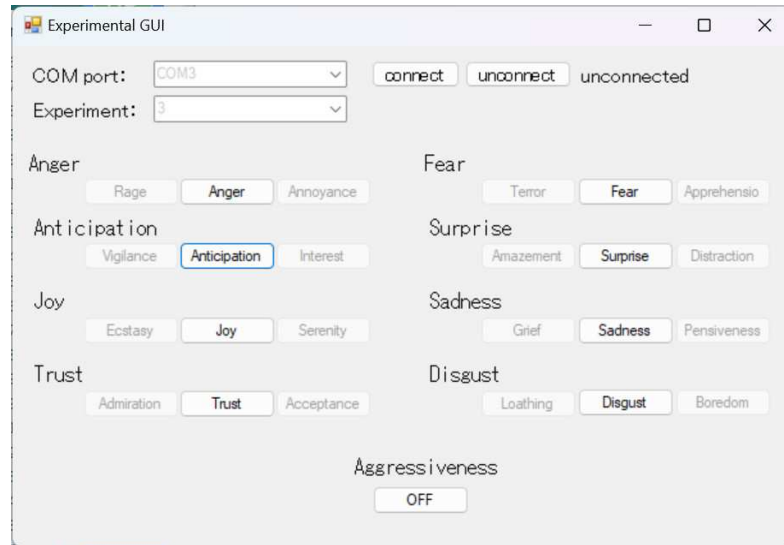 Experimental GUI
COM port: COM3 connect unconnect unconnected
Experiment: 3
Anger Fear
Rage Anger Annoyance Terror Fear Apprehensio
Anticipation Surprise
Vigilance Anticipation Interest Amazement Surprise Distraction
Joy Sadness
Ecstasy Joy Serenity Grief Sadness Pensiveness
Trust Disgust
Admiration Trust Acceptance Loathing Disgust Boredom
Aggressiveness
OFF